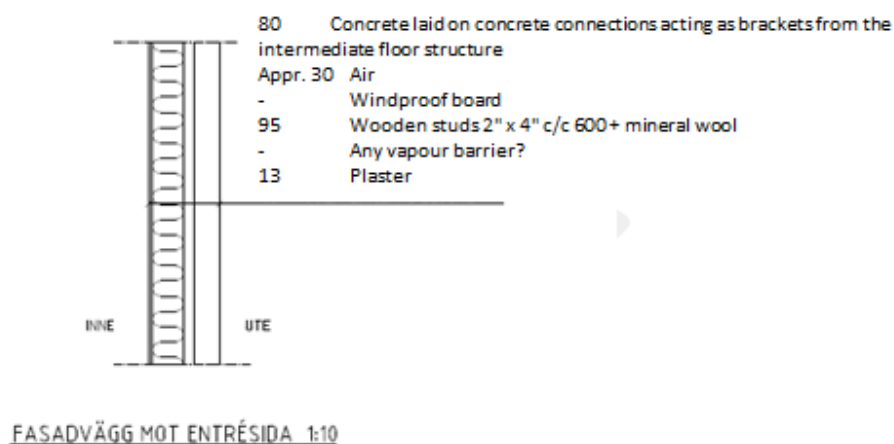 80 Concrete laid on concrete connections acting as brackets from the
intermediate floor structure
Appr. 30 Air
- Windproof board
95 Wooden studs 2" x 4" c/c 600+ mineral wool
- Any vapour barrier?
13 Plaster
INNE UTE
FASADVÄGG MOT ENTRÉSIDA 1:10